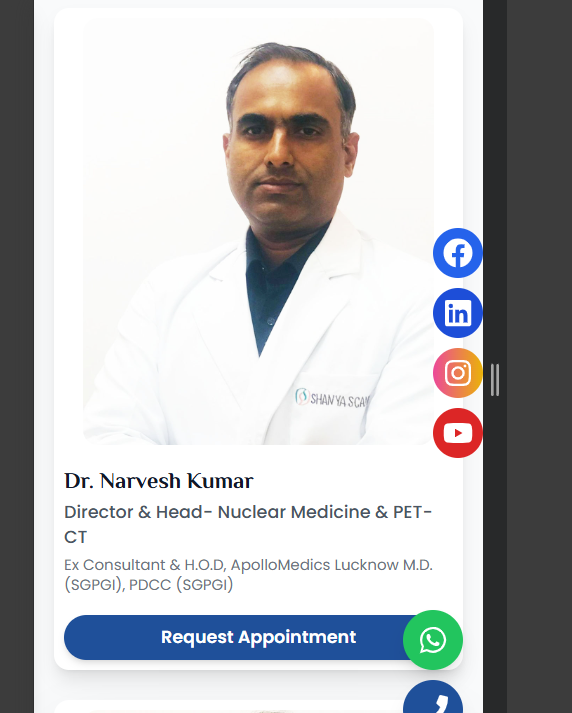 SHANYA SCAN
Dr. Narvesh Kumar
Director & Head- Nuclear Medicine & PET-
CT
Ex Consultant & H.O.D, ApolloMedics Lucknow M.D.
(SGPGI), PDCC (SGPGI)
Request Appointment